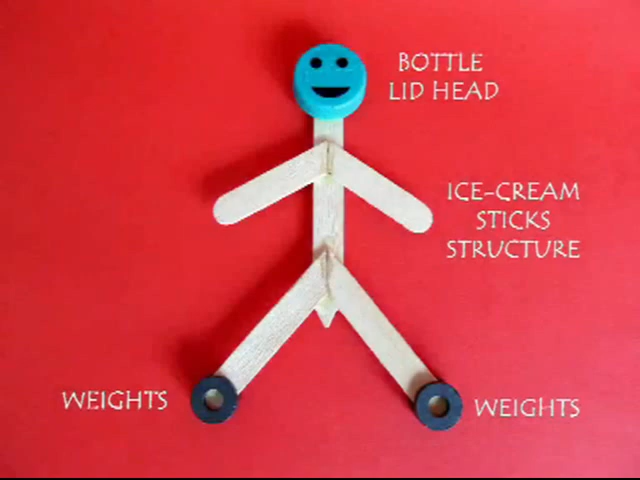 BOTTLE
LID HEAD
ICE-CREAM
STICKS
STRUCTURE
WEIGHTS
WEIGHTS